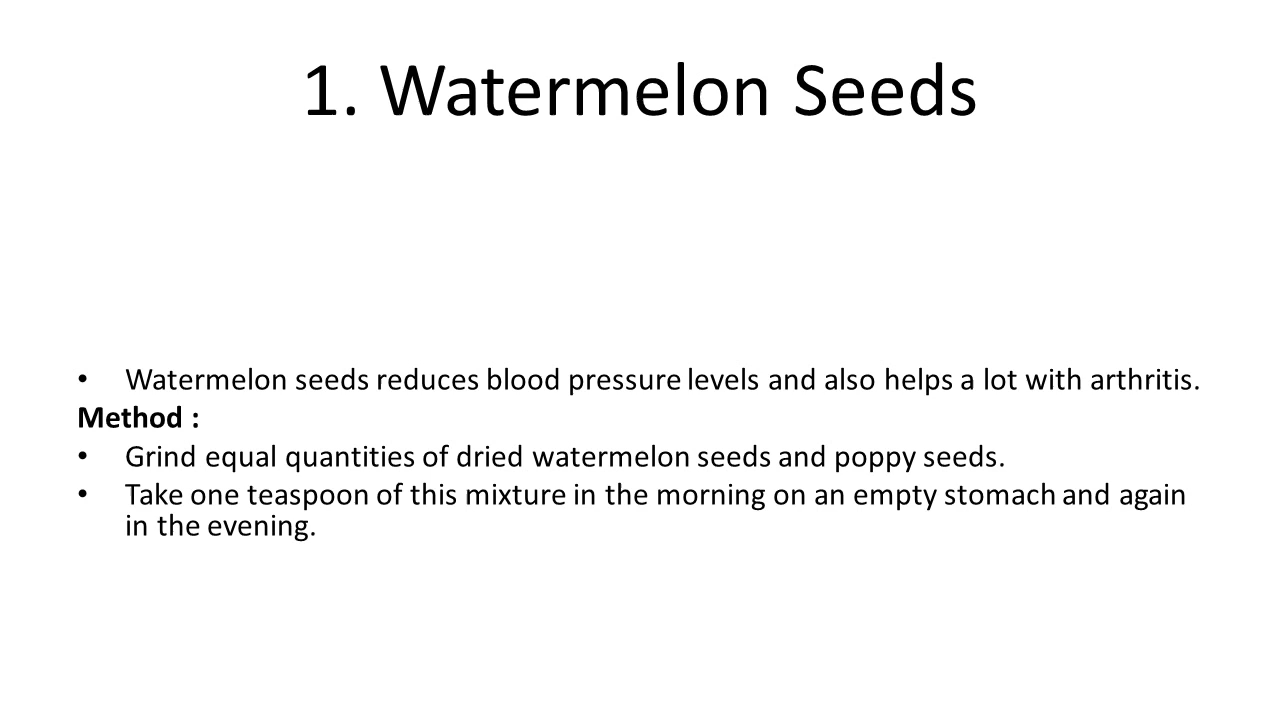 1. Watermelon Seeds
• Watermelon seeds reduces blood pressure levels and also helps a lot with arthritis.
Method :
• Grind equal quantities of dried watermelon seeds and poppy seeds.
• Take one teaspoon of this mixture in the morning on an empty stomach and again
in the evening.